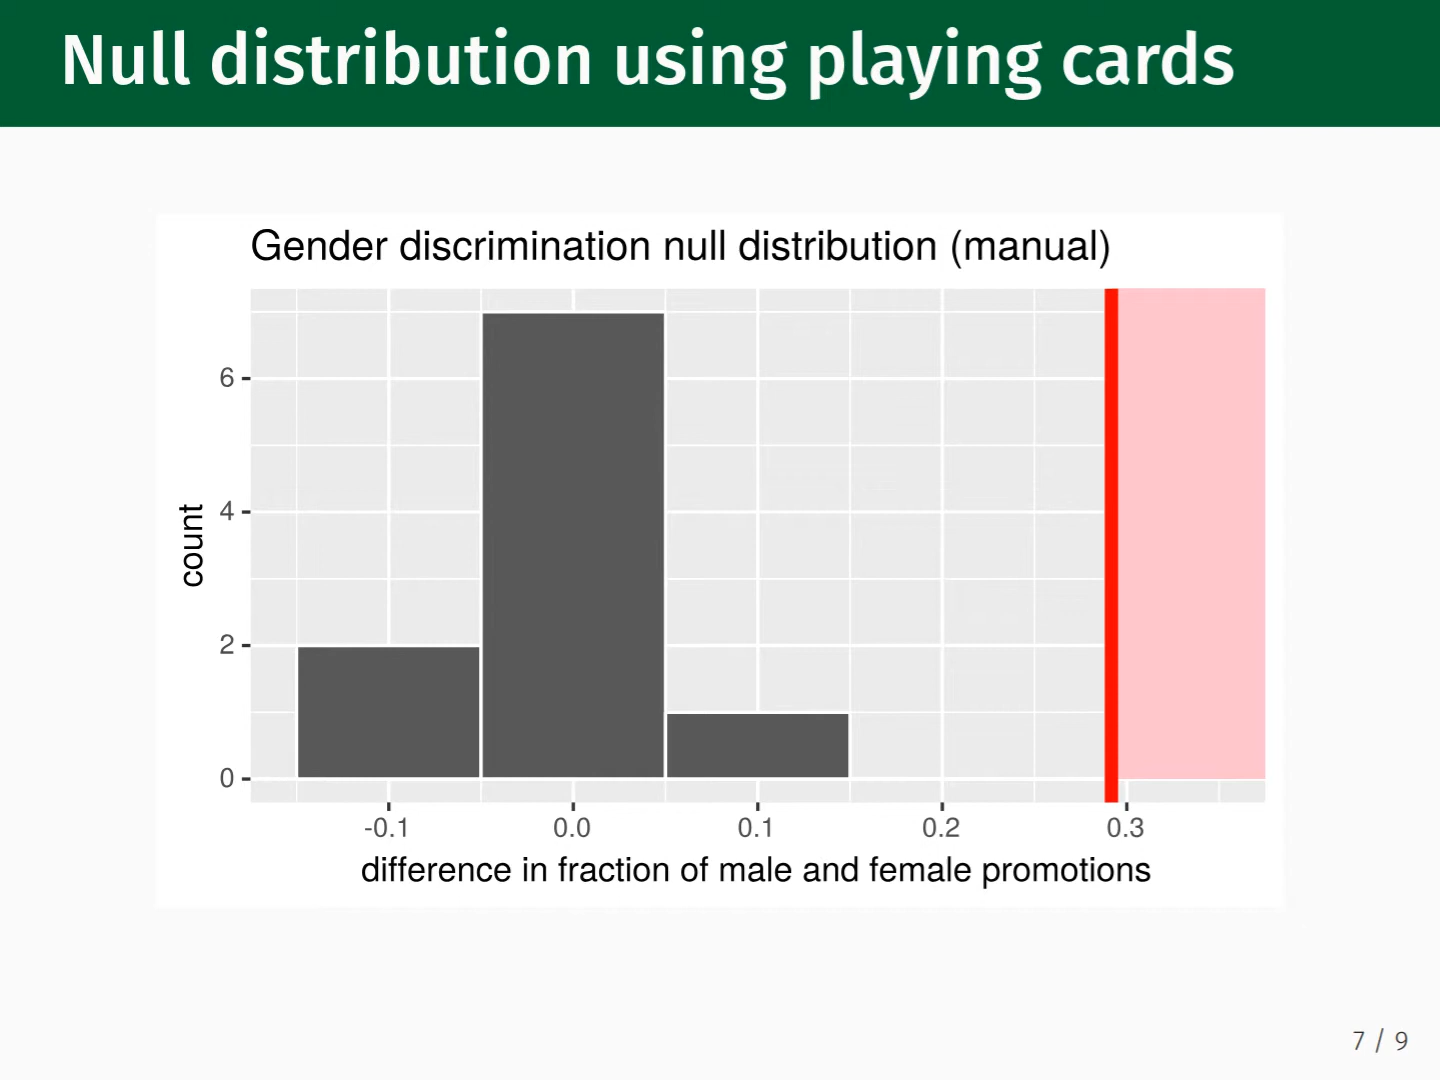 Null distribution using playing cards
Gender discrimination null distribution (manual)
6
4
2
0
count
-0.1 0.0 0.1 0.2 0.3
difference in fraction of male and female promotions
7 / 9